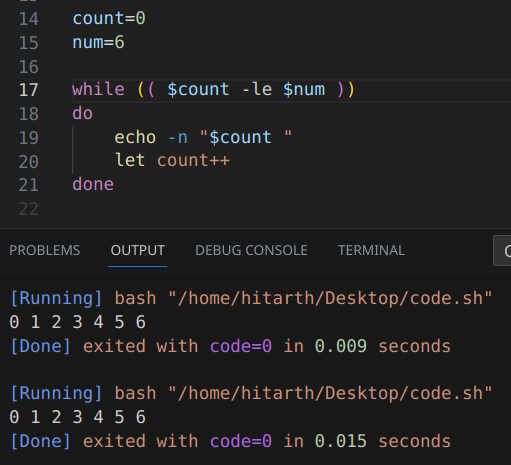 14 count=0
15 num=6
16
17 while (( $count -le $num ))
18 do
19     echo -n "$count "
20     let count++
21 done
22
PROBLEMS OUTPUT DEBUG CONSOLE TERMINAL
[Running] bash "/home/hitarth/Desktop/code.sh"
0 1 2 3 4 5 6
[Done] exited with code=0 in 0.009 seconds
[Running] bash "/home/hitarth/Desktop/code.sh"
0 1 2 3 4 5 6
[Done] exited with code=0 in 0.015 seconds